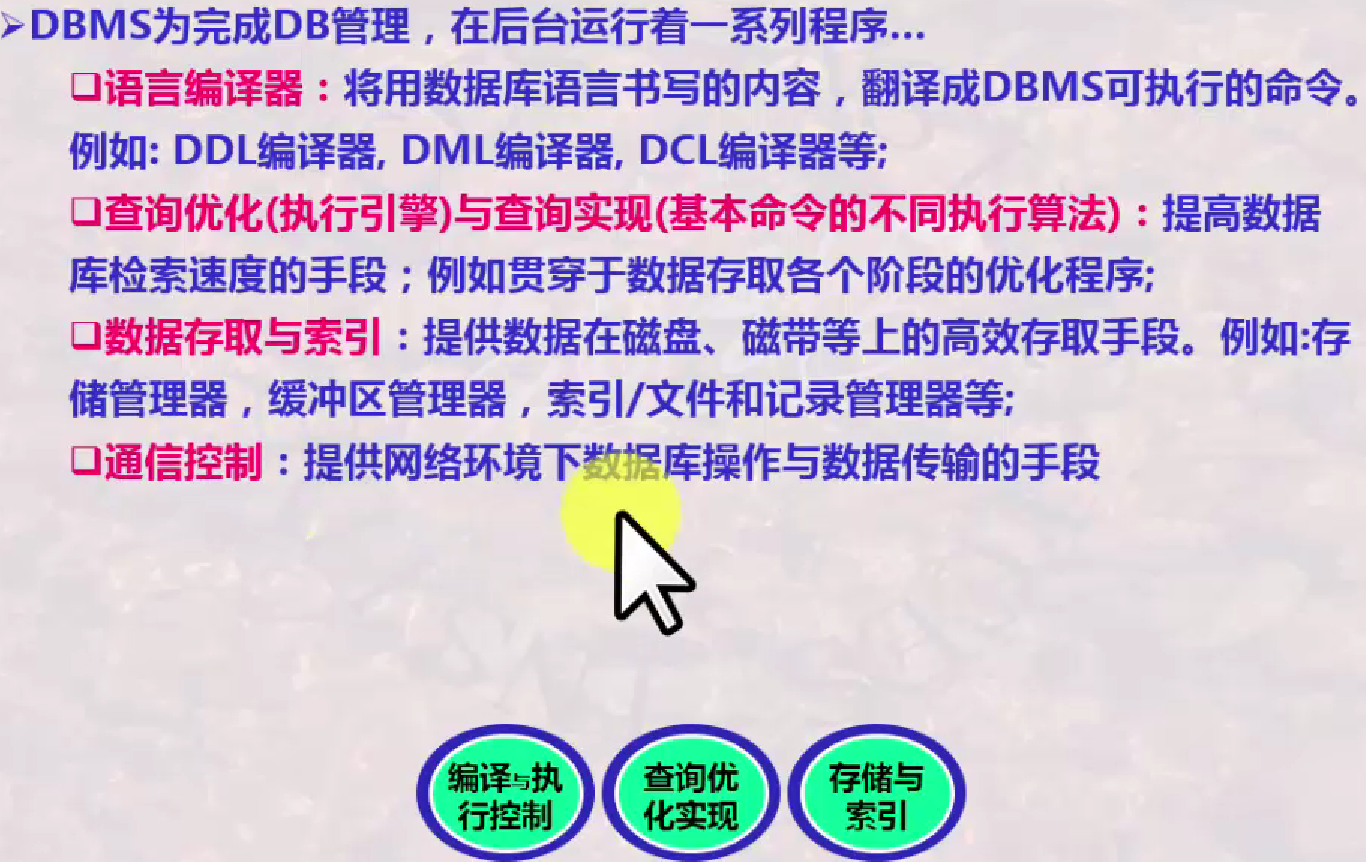 ➢DBMS为完成DB管理，在后台运行着一系列程序...
❑语言编译器：将用数据库语言书写的内容，翻译成DBMS可执行的命令。
例如: DDL编译器, DML编译器, DCL编译器等;
❑查询优化(执行引擎)与查询实现(基本命令的不同执行算法)：提高数据
库检索速度的手段；例如贯穿于数据存取各个阶段的优化程序;
❑数据存取与索引：提供数据在磁盘、磁带等上的高效存取手段。例如:存
储管理器，缓冲区管理器，索引/文件和记录管理器等;
❑通信控制：提供网络环境下数据库操作与数据传输的手段
编译与执
行控制
查询优
化实现
存储与
索引